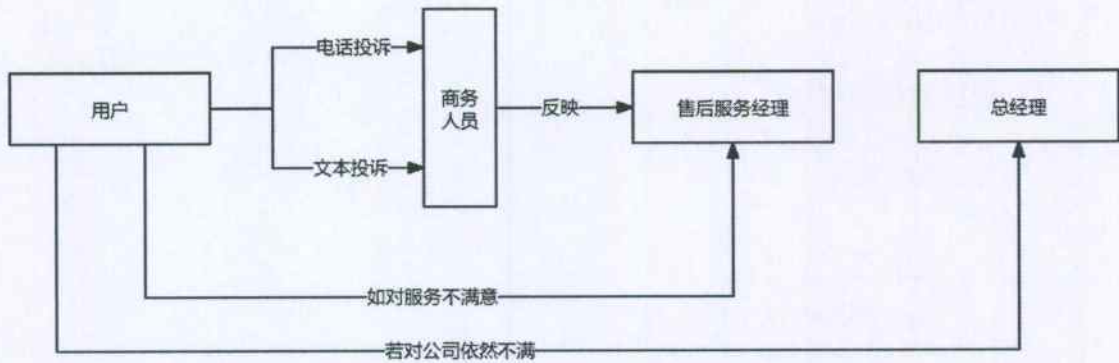 电话投诉
用户
商务
人员
反映
售后服务经理
总经理
文本投诉
如对服务不满意
若对公司依然不满